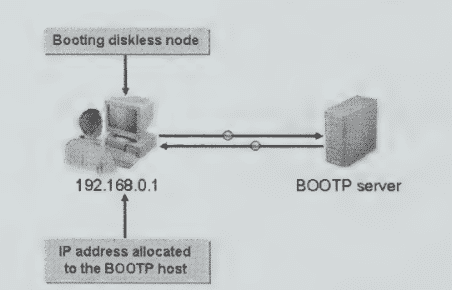 Booting diskless node
192.168.0.1
BOOTP server
IP address allocated
to the BOOTP host